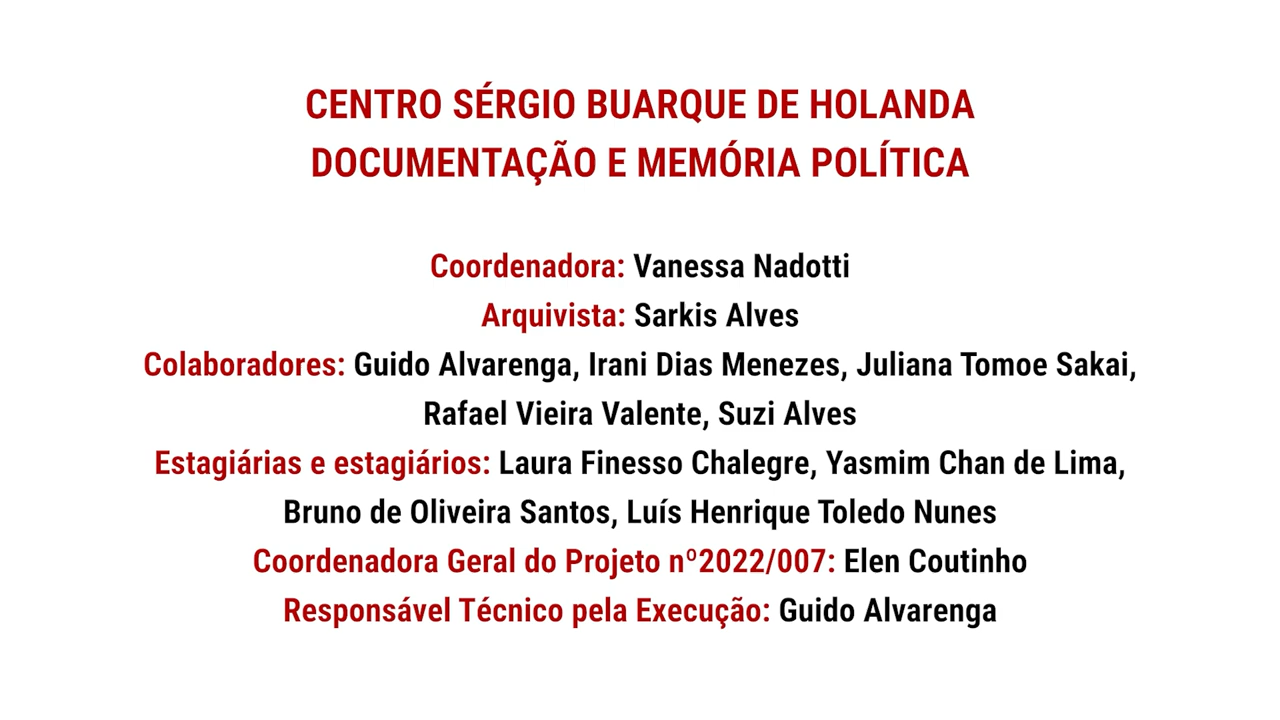 CENTRO SÉRGIO BUARQUE DE HOLANDA
DOCUMENTAÇÃO E MEMÓRIA POLÍTICA
Coordenadora: Vanessa Nadotti
Arquivista: Sarkis Alves
Colaboradores: Guido Alvarenga, Irani Dias Menezes, Juliana Tomoe Sakai,
Rafael Vieira Valente, Suzi Alves
Estagiárias e estagiários: Laura Finesso Chalegre, Yasmim Chan de Lima,
Bruno de Oliveira Santos, Luís Henrique Toledo Nunes
Coordenadora Geral do Projeto nº2022/007: Elen Coutinho
Responsável Técnico pela Execução: Guido Alvarenga